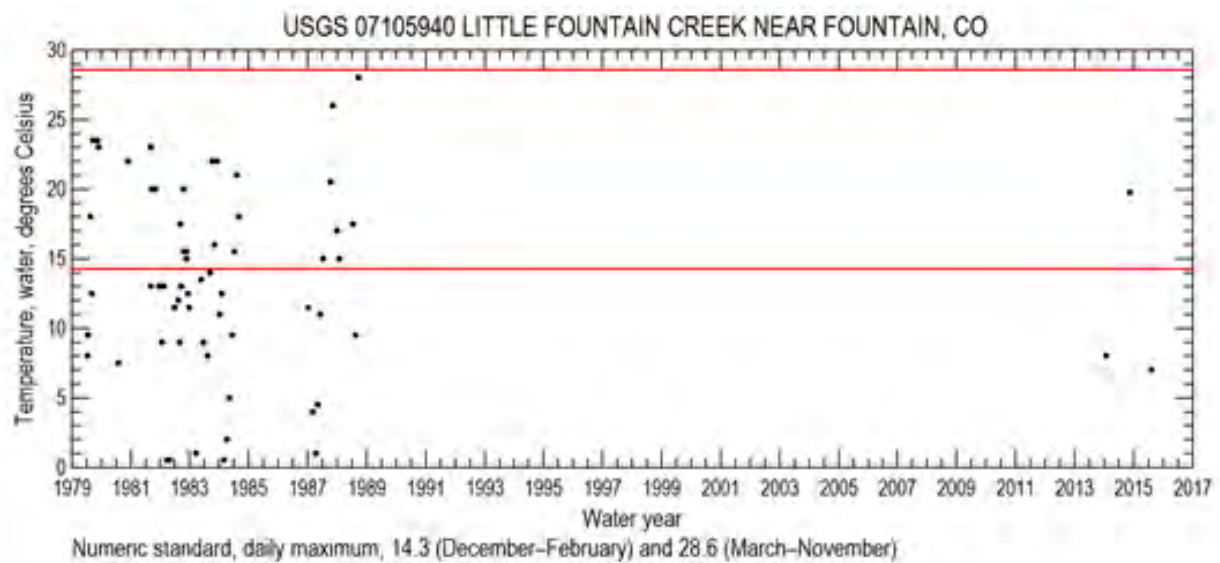 USGS 07105940 LITTLE FOUNTAIN CREEK NEAR FOUNTAIN, CO
30
25
20
15
10
5
0
Temperature, water, degrees Celsius
1979 1981 1983 1985 1987 1989 1991 1993 1995 1997 1999 2001 2003 2005 2007 2009 2011 2013 2015 2017
Water year
Numeric standard, daily maximum, 14.3 (December–February) and 28.6 (March–November)